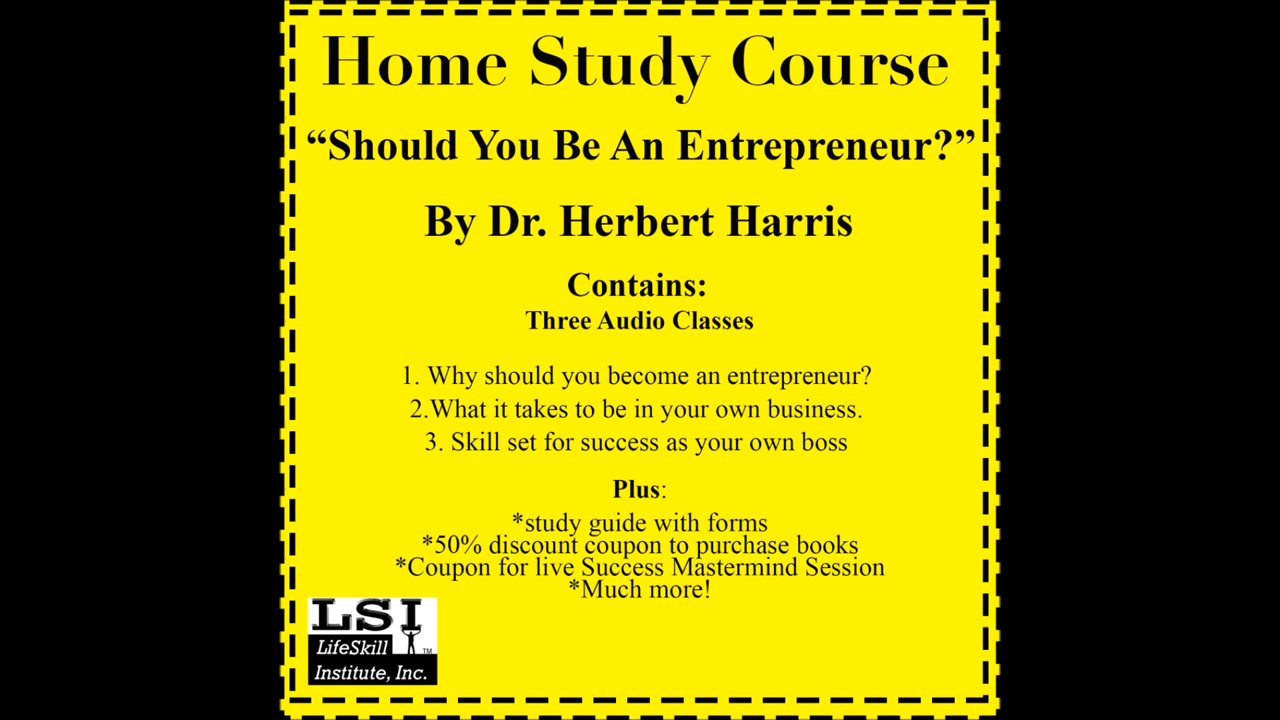 Home Study Course
“Should You Be An Entrepreneur?”
By Dr. Herbert Harris
Contains:
Three Audio Classes
1. Why should you become an entrepreneur?
2.What it takes to be in your own business.
3. Skill set for success as your own boss
Plus:
*study guide with forms
*50% discount coupon to purchase books
*Coupon for live Success Mastermind Session
*Much more!
LSI
LifeSkill TM
Institute, Inc.